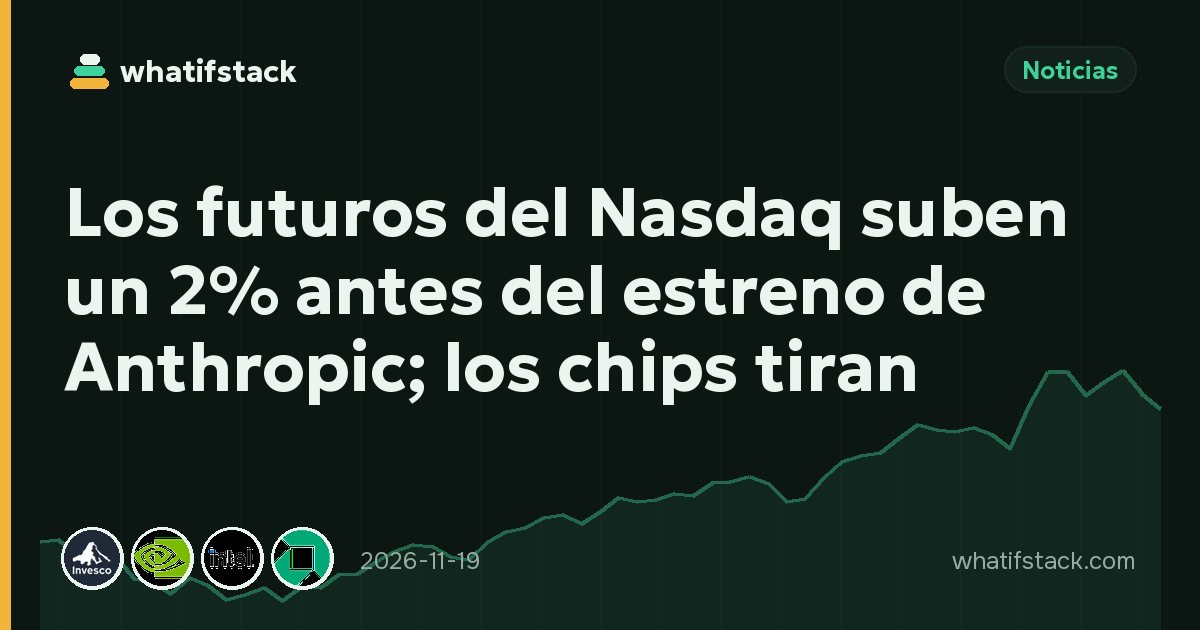 whatifstack
Noticias
Los futuros del Nasdaq suben
un 2% antes del estreno de
Anthropic; los chips tiran
Invesco
intel
2026-11-19
whatifstack.com